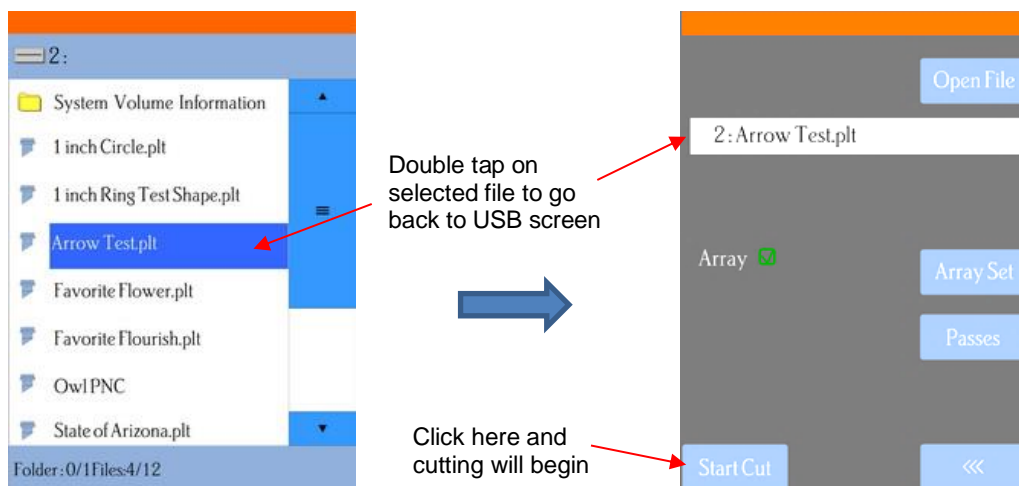 2:
System Volume Information
1 inch Circle.plt
1 inch Ring Test Shape.plt
Arrow Test.plt
Favorite Flower.plt
Favorite Flourish.plt
Owl PNC
State of Arizona.plt
Folder:0/1Files:4/12
Double tap on
selected file to go
back to USB screen
Click here and
cutting will begin
Open File
2:Arrow Test.plt
Array
Array Set
Passes
Start Cut
<<<